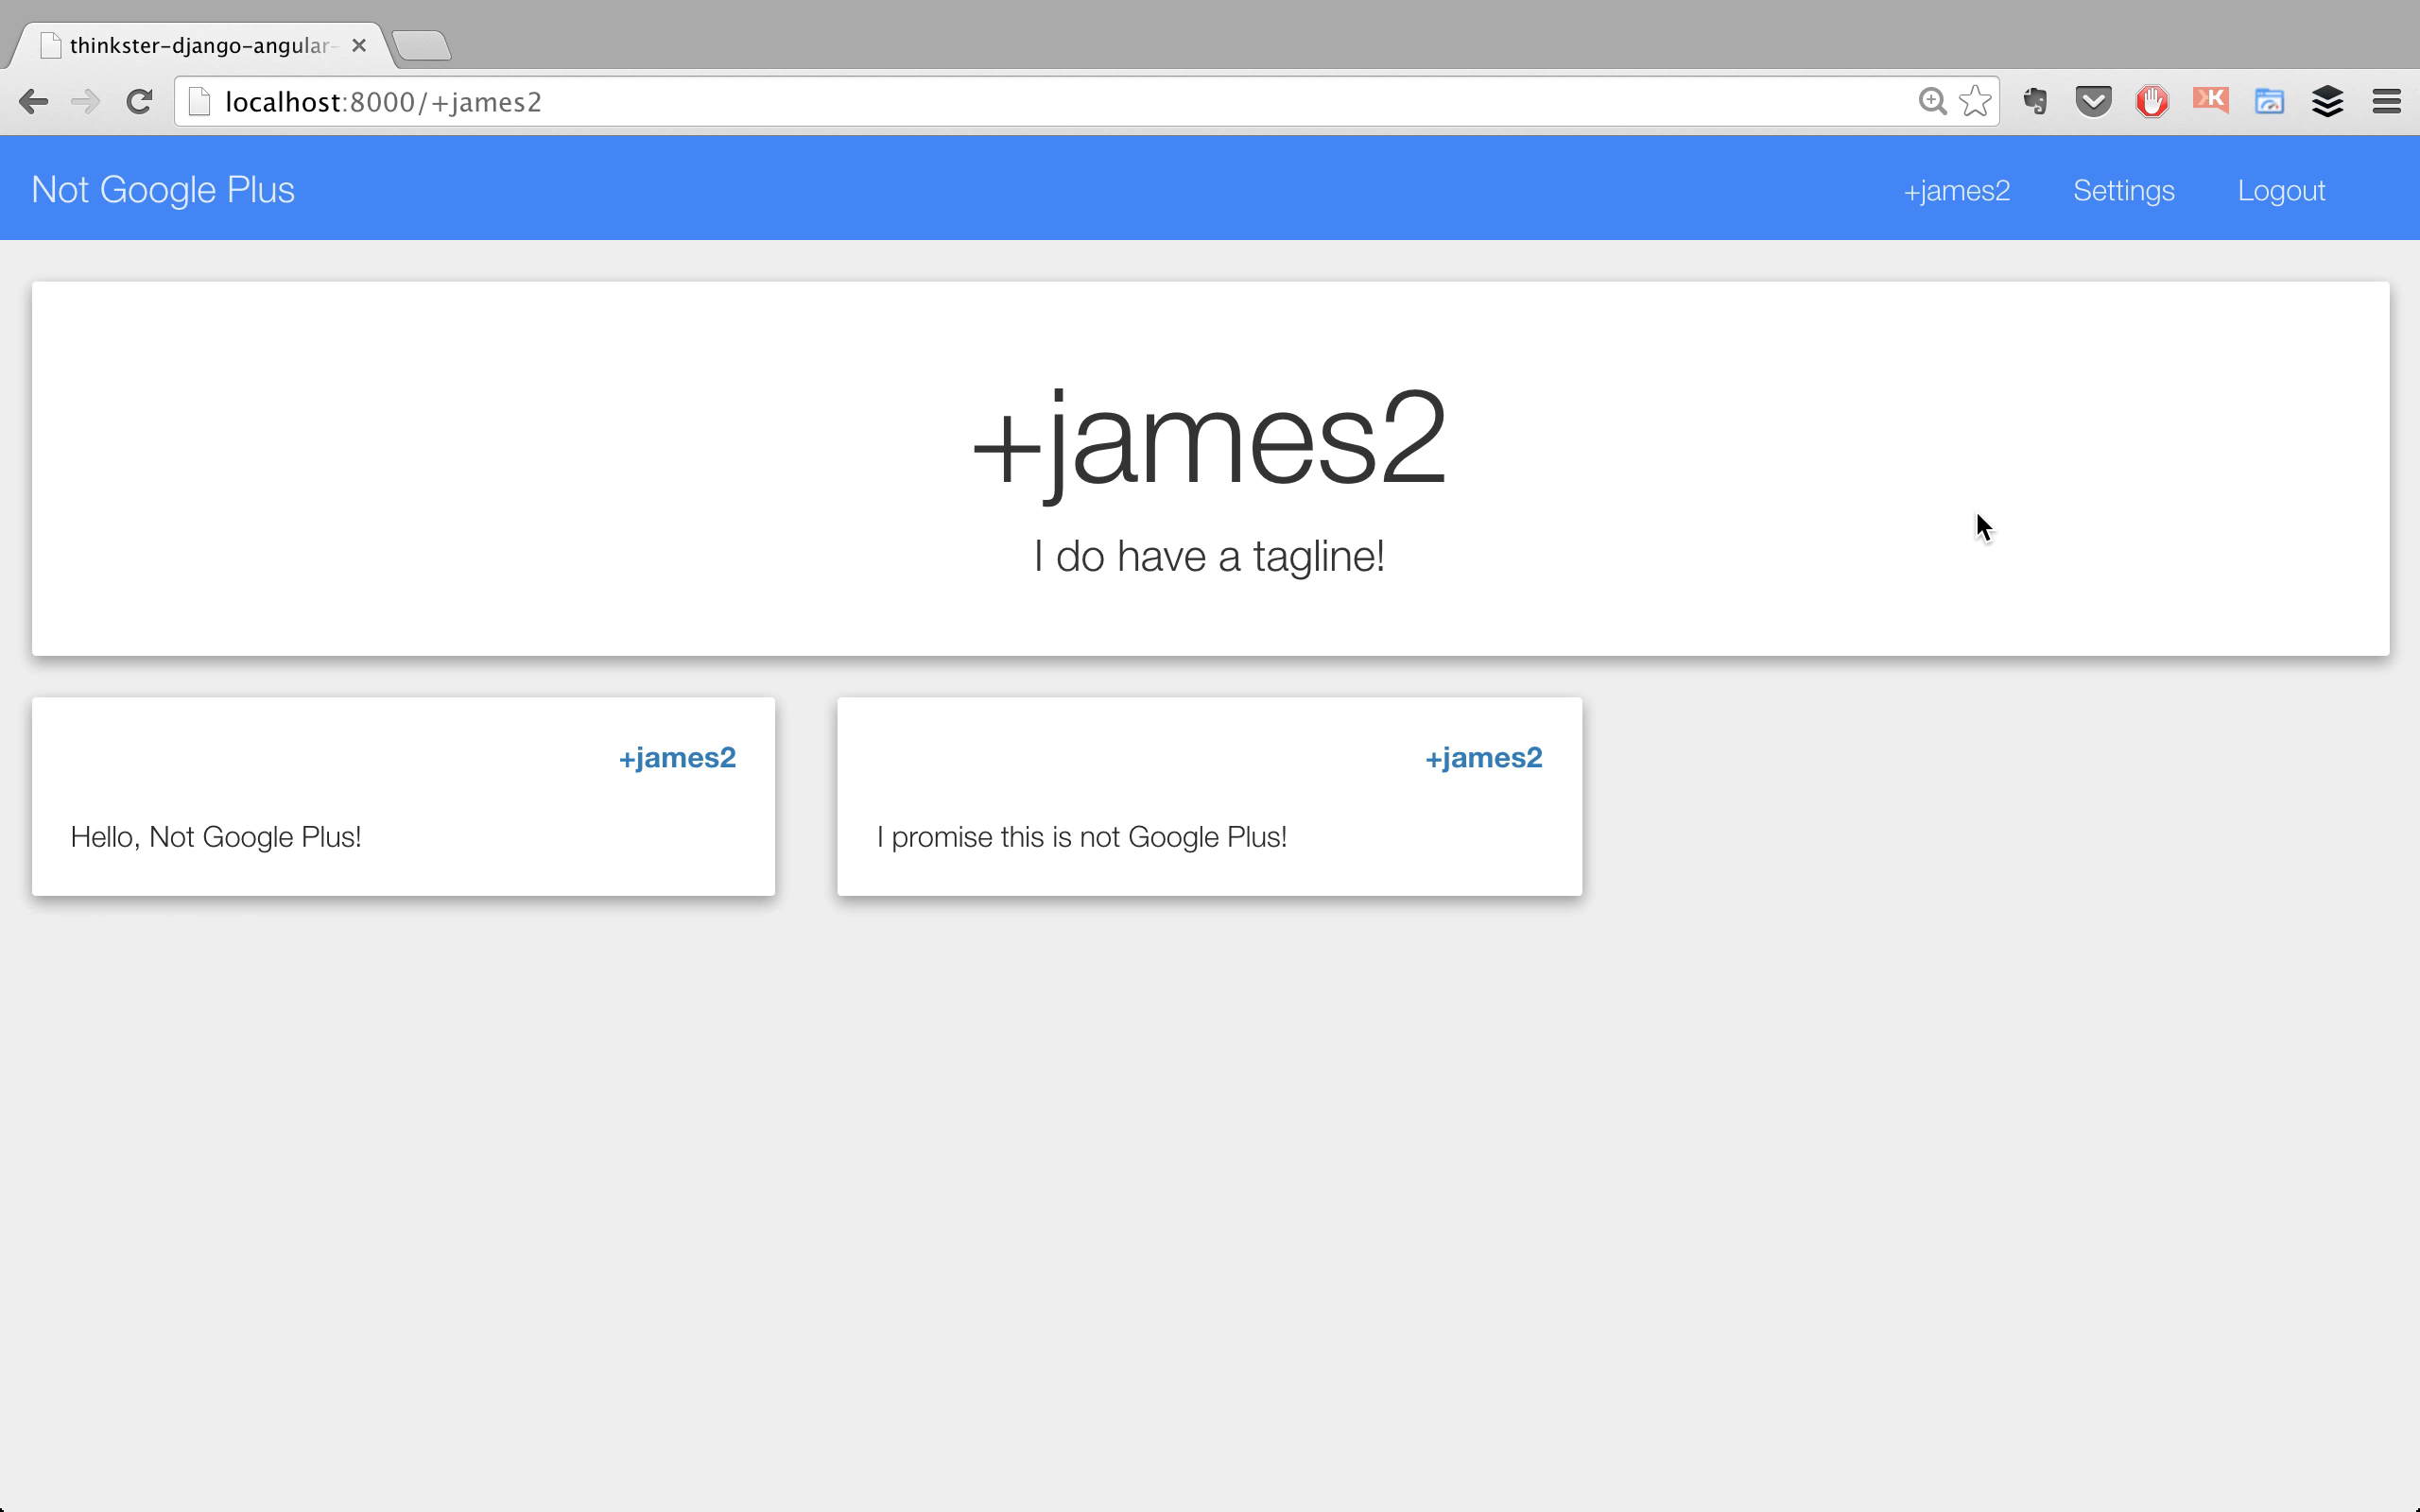 thinkster-django-angular-
localhost:8000/+james2
Not Google Plus
+james2 Settings Logout
+james2
I do have a tagline!
+james2
Hello, Not Google Plus!
+james2
I promise this is not Google Plus!